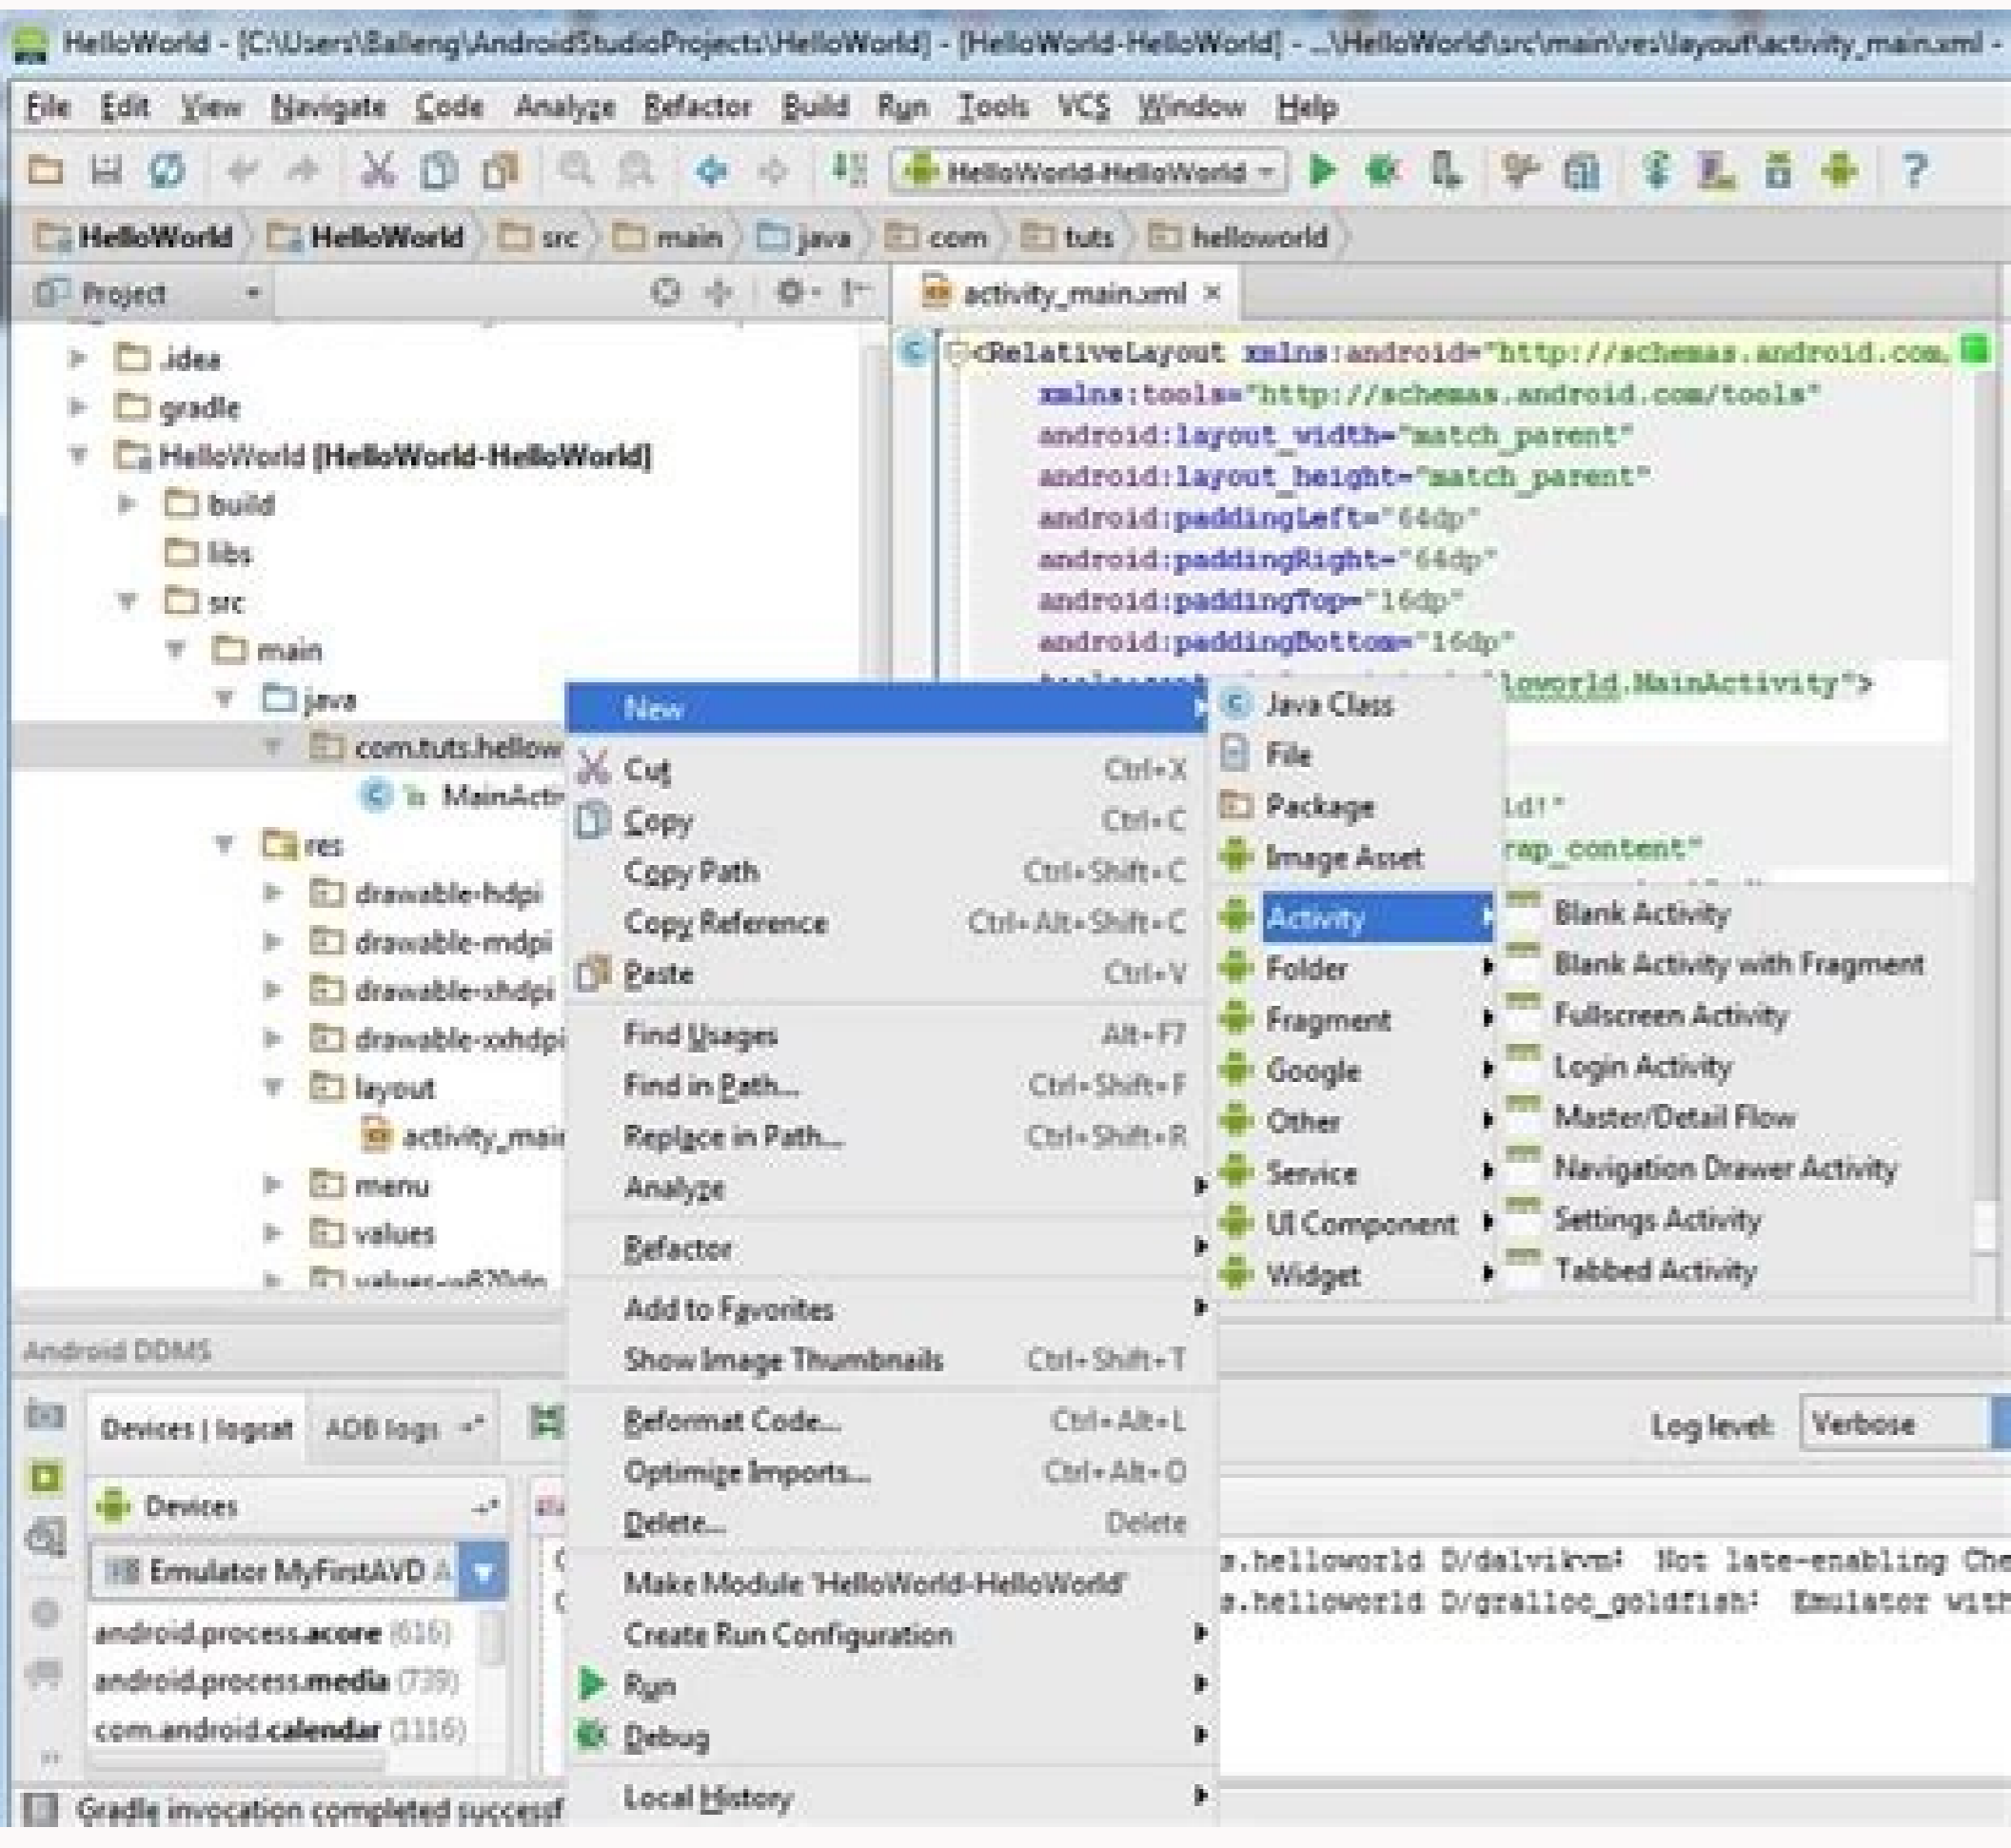 HelloWorld - [C:\Users\Balleng\AndroidStudioProjects\HelloWorld] - [HelloWorld-HelloWorld] - ...\HelloWorld\src\main\res\layout\activity_main.xml -
File Edit View Navigate Code Analyze Refactor Build Run Tools VCS Window Help
HelloWorld-HelloWorld
HelloWorld HelloWorld src main java com tuts helloworld
Project
activity_main.xml
.idea
gradle
HelloWorld [HelloWorld-HelloWorld]
build
libs
src
main
java
com.tuts.hellow
MainActiv
res
drawable-hdpi
drawable-mdpi
drawable-xhdpi
drawable-xxhdpi
layout
activity_mai
menu
values
values-w820dp
<RelativeLayout xmlns:android="http://schemas.android.com
xmlns:tools="http://schemas.android.com/tools"
android:layout_width="match_parent"
android:layout_height="match_parent"
android:paddingLeft="64dp"
android:paddingRight="64dp"
android:paddingTop="16dp"
android:paddingBottom="16dp"
loworld.MainActivity">
ld!"
rap_content"
New
Cut Ctrl+X
Copy Ctrl+C
Copy Path Ctrl+Shift+C
Copy Reference Ctrl+Alt+Shift+C
Paste Ctrl+V
Find Usages Alt+F7
Find in Path... Ctrl+Shift+F
Replace in Path... Ctrl+Shift+R
Analyze
Refactor
Add to Favorites
Show Image Thumbnails Ctrl+Shift+T
Reformat Code... Ctrl+Alt+L
Optimize Imports... Ctrl+Alt+O
Delete... Delete
Make Module 'HelloWorld-HelloWorld'
Create Run Configuration
Run
Debug
Local History
Java Class
File
Package
Image Asset
Activity
Folder
Fragment
Google
Other
Service
UI Component
Widget
Blank Activity
Blank Activity with Fragment
Fullscreen Activity
Login Activity
Master/Detail Flow
Navigation Drawer Activity
Settings Activity
Tabbed Activity
Android DDMS
Devices | logcat ADB logs
Log level: Verbose
Devices
Emulator MyFirstAVD A
android.process.acore (616)
android.process.media (739)
com.android.calendar (1116)
s.helloworld D/dalvikvm: Not late-enabling Che
s.helloworld D/gralloc_goldfish: Emulator with
Gradle invocation completed successf